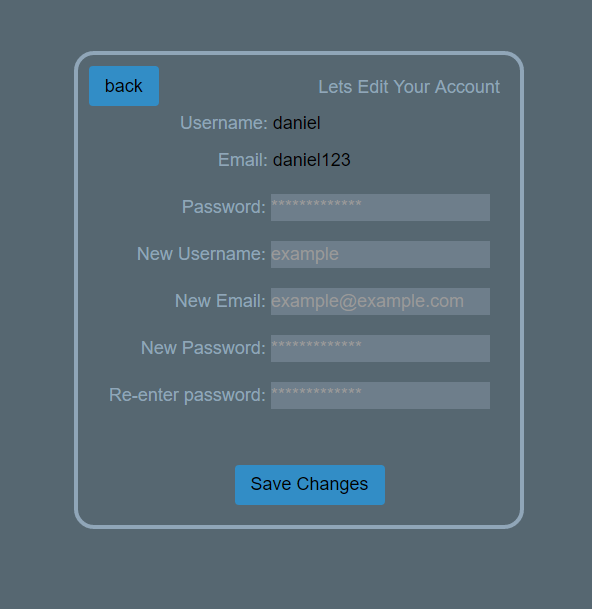 back
Lets Edit Your Account
Username: daniel
Email: daniel123
Password: *************
New Username: example
New Email: example@example.com
New Password: *************
Re-enter password: *************
Save Changes